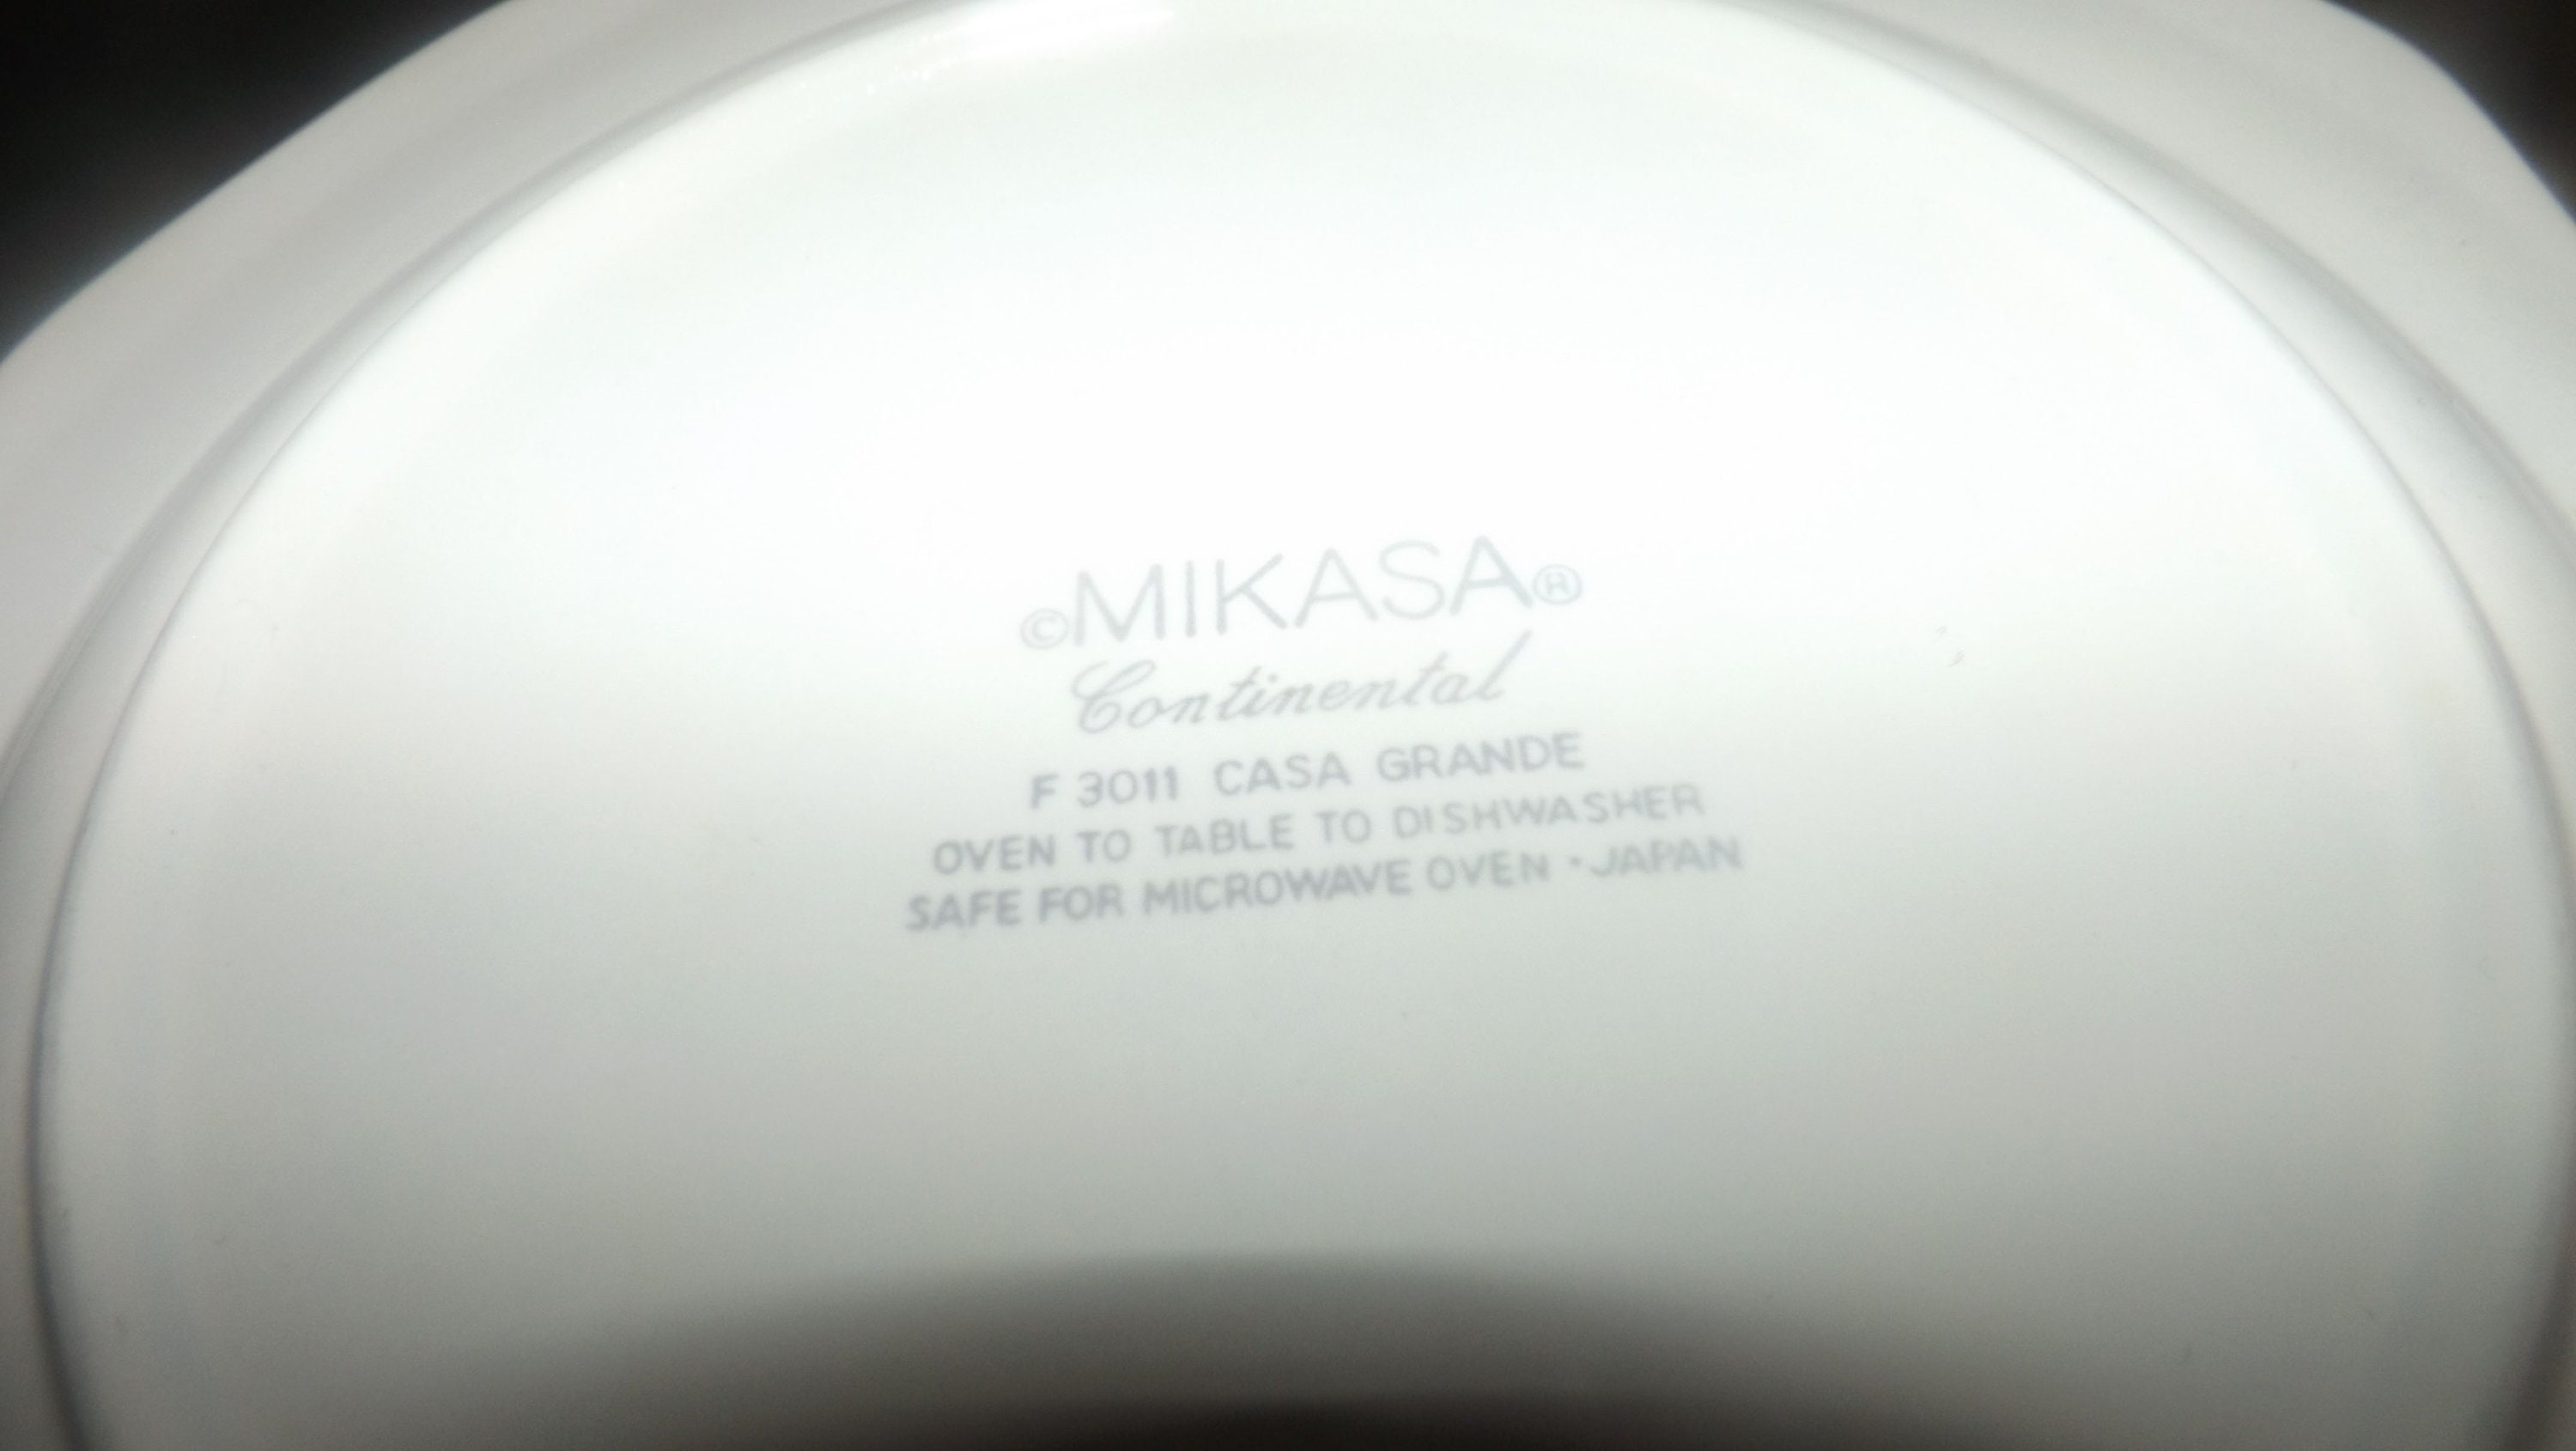 ©MIKASA®
Continental
F 3011 CASA GRANDE
OVEN TO TABLE TO DISHWASHER
SAFE FOR MICROWAVE OVEN · JAPAN